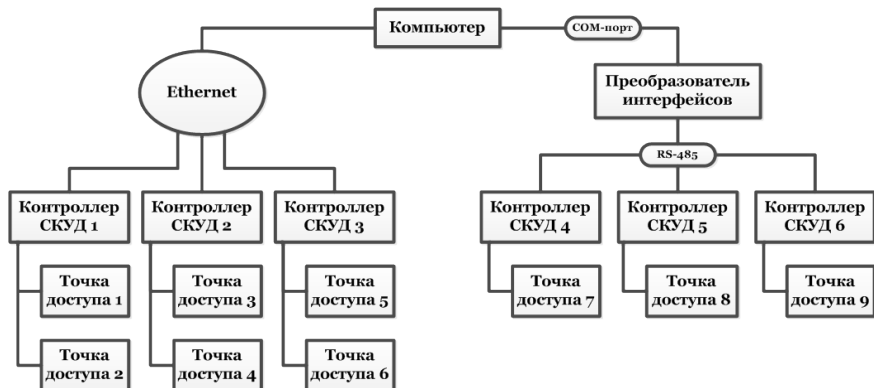 Компьютер
COM-порт
Ethernet
Преобразователь
интерфейсов
RS-485
Контроллер
СКУД 1
Контроллер
СКУД 2
Контроллер
СКУД 3
Контроллер
СКУД 4
Контроллер
СКУД 5
Контроллер
СКУД 6
Точка
доступа 1
Точка
доступа 3
Точка
доступа 5
Точка
доступа 7
Точка
доступа 8
Точка
доступа 9
Точка
доступа 2
Точка
доступа 4
Точка
доступа 6